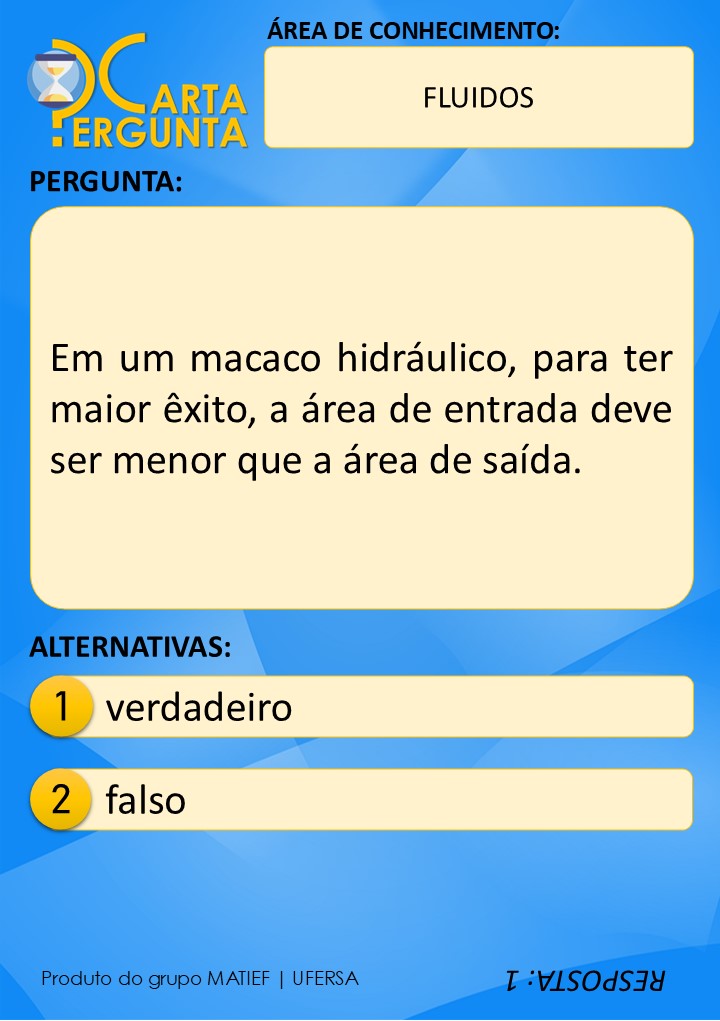 CARTA
PERGUNTA
ÁREA DE CONHECIMENTO:
FLUIDOS
PERGUNTA:
Em um macaco hidráulico, para ter
maior êxito, a área de entrada deve
ser menor que a área de saída.
ALTERNATIVAS:
1 verdadeiro
2 falso
Produto do grupo MATIEF | UFERSA
RESPOSTA: 1